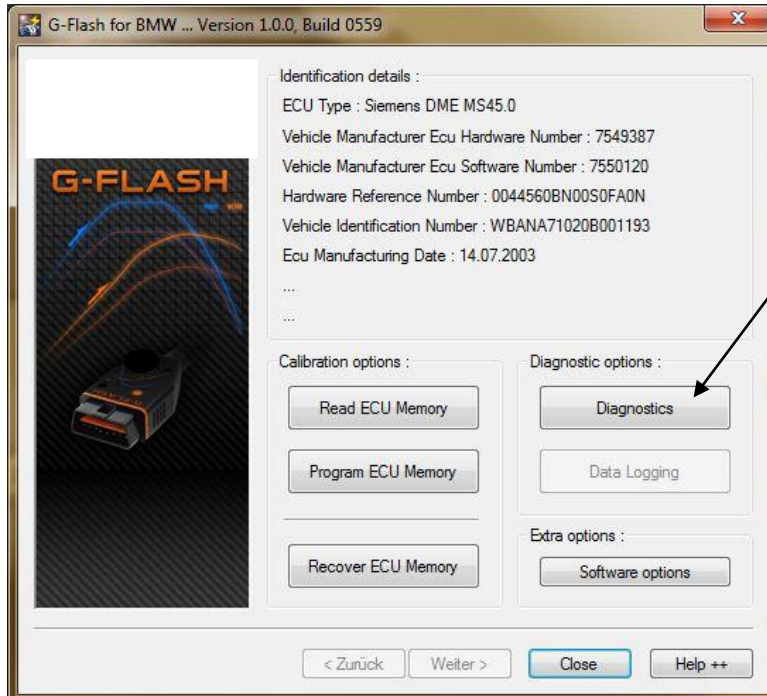 G-Flash for BMW ... Version 1.0.0, Build 0559
G-FLASH
Identification details :
ECU Type : Siemens DME MS45.0
Vehicle Manufacturer Ecu Hardware Number : 7549387
Vehicle Manufacturer Ecu Software Number : 7550120
Hardware Reference Number : 0044560BN00S0FA0N
Vehicle Identification Number : WBANA71020B001193
Ecu Manufacturing Date : 14.07.2003
...
...
Calibration options :
Read ECU Memory
Program ECU Memory
Recover ECU Memory
Diagnostic options :
Diagnostics
Data Logging
Extra options :
Software options
< Zurück
Weiter >
Close
Help ++